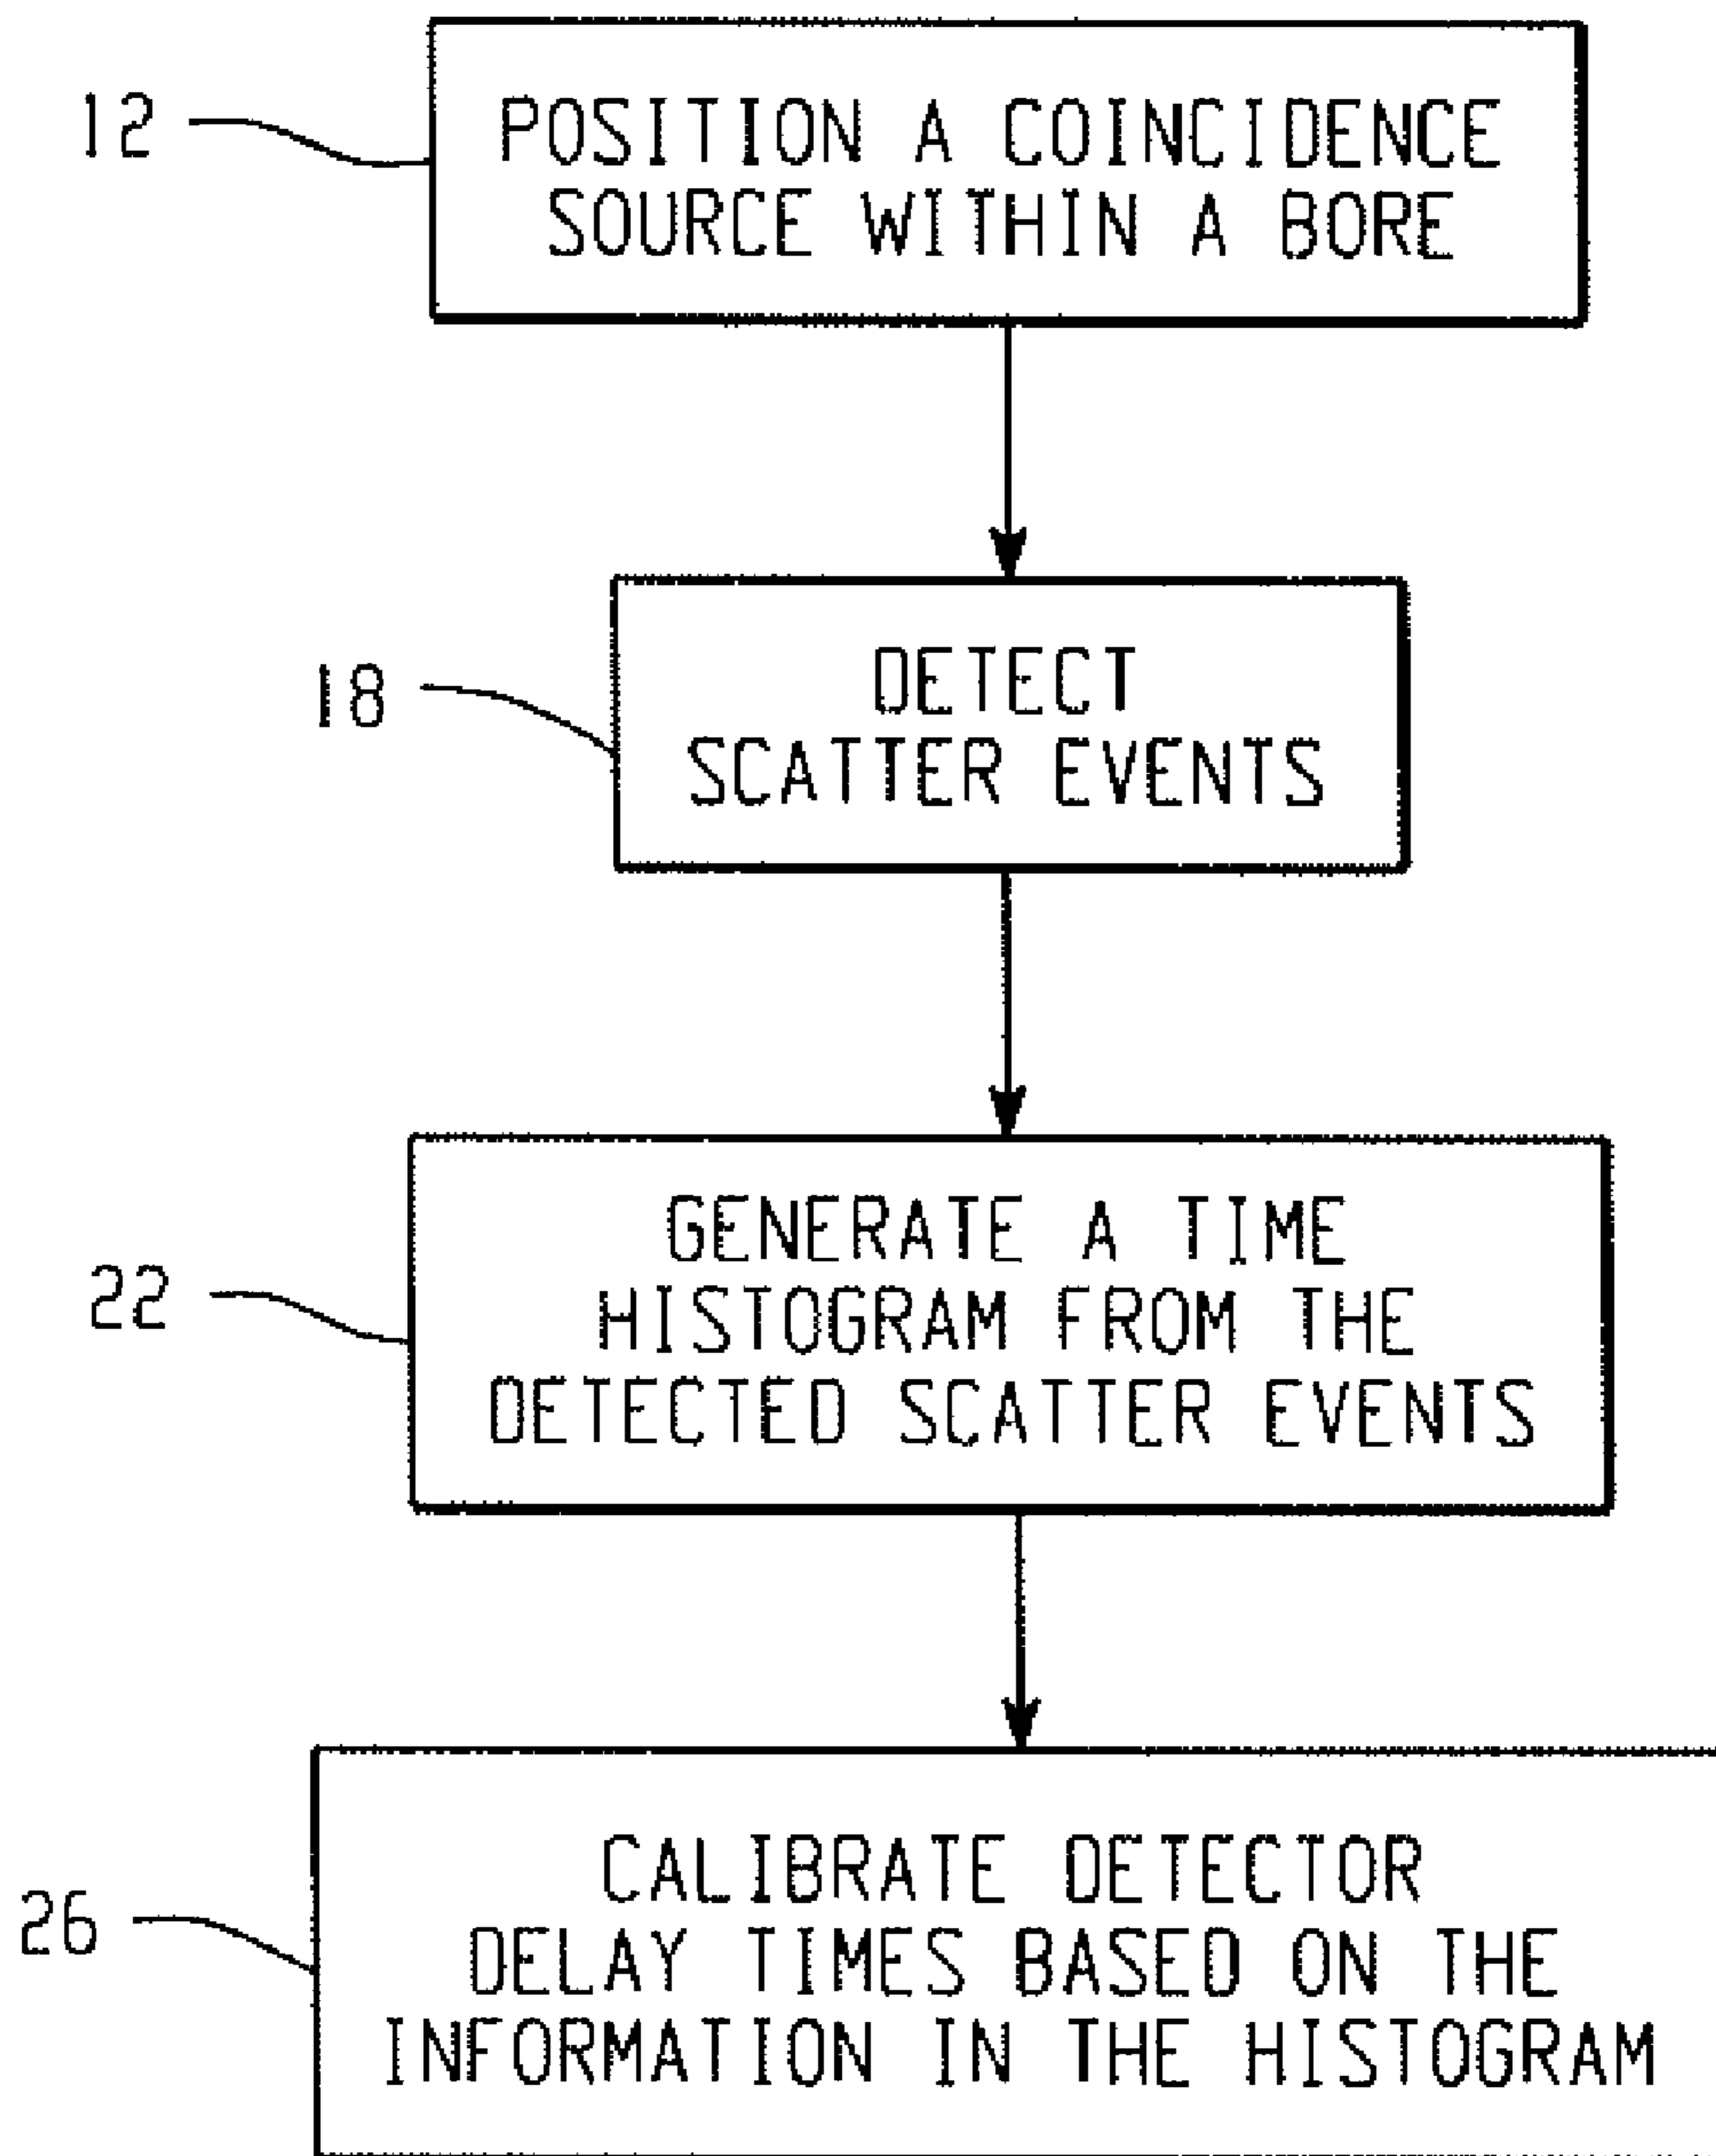 12
POSITION A COINCIDENCE
SOURCE WITHIN A BORE
18
DETECT
SCATTER EVENTS
22
GENERATE A TIME
HISTOGRAM FROM THE
DETECTED SCATTER EVENTS
26
CALIBRATE DETECTOR
DELAY TIMES BASED ON THE
INFORMATION IN THE HISTOGRAM